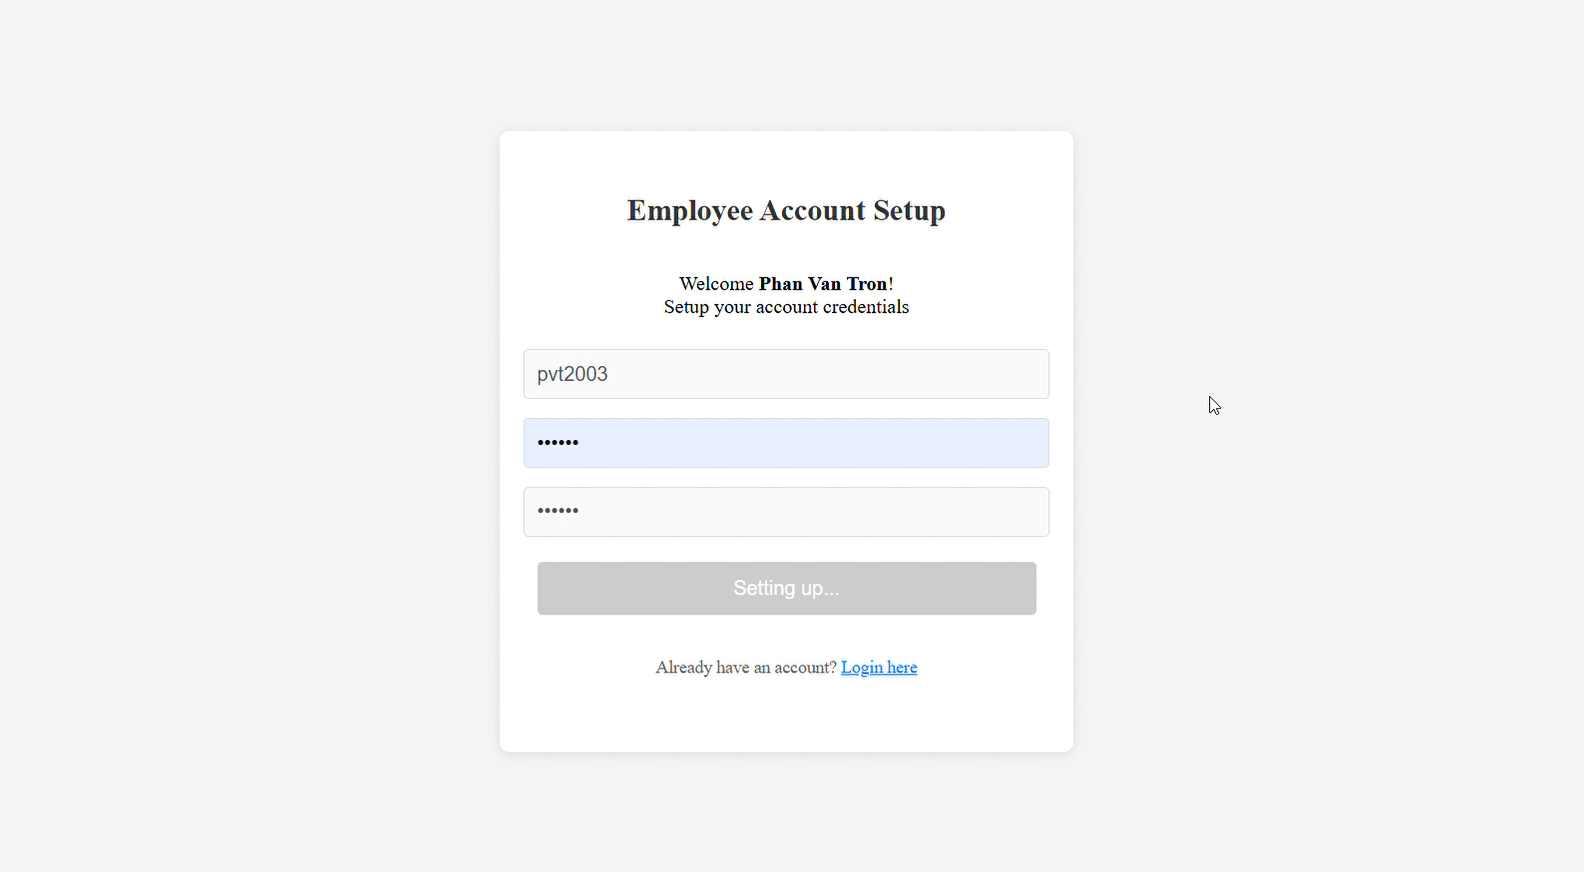 Employee Account Setup
Welcome Phan Van Tron!
Setup your account credentials
pvt2003
••••••
••••••
Setting up...
Already have an account? Login here